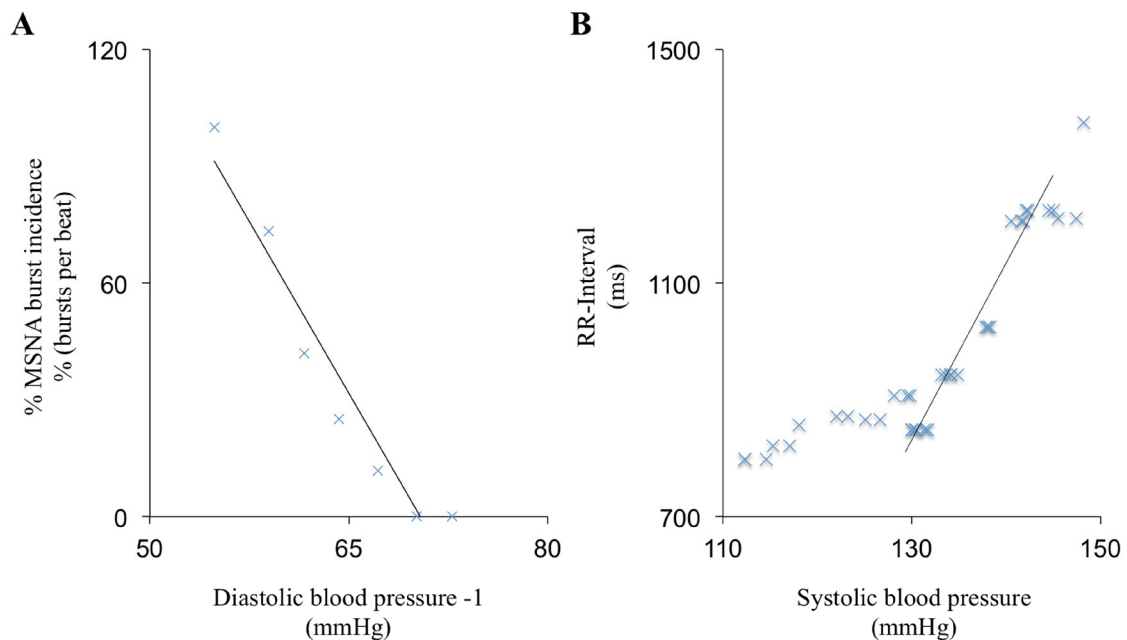 A
120
60
0
50
65
80
% MSNA burst incidence
% (bursts per beat)
Diastolic blood pressure -1
(mmHg)
B
1500
1100
700
110
130
150
RR-Interval
(ms)
Systolic blood pressure
(mmHg)